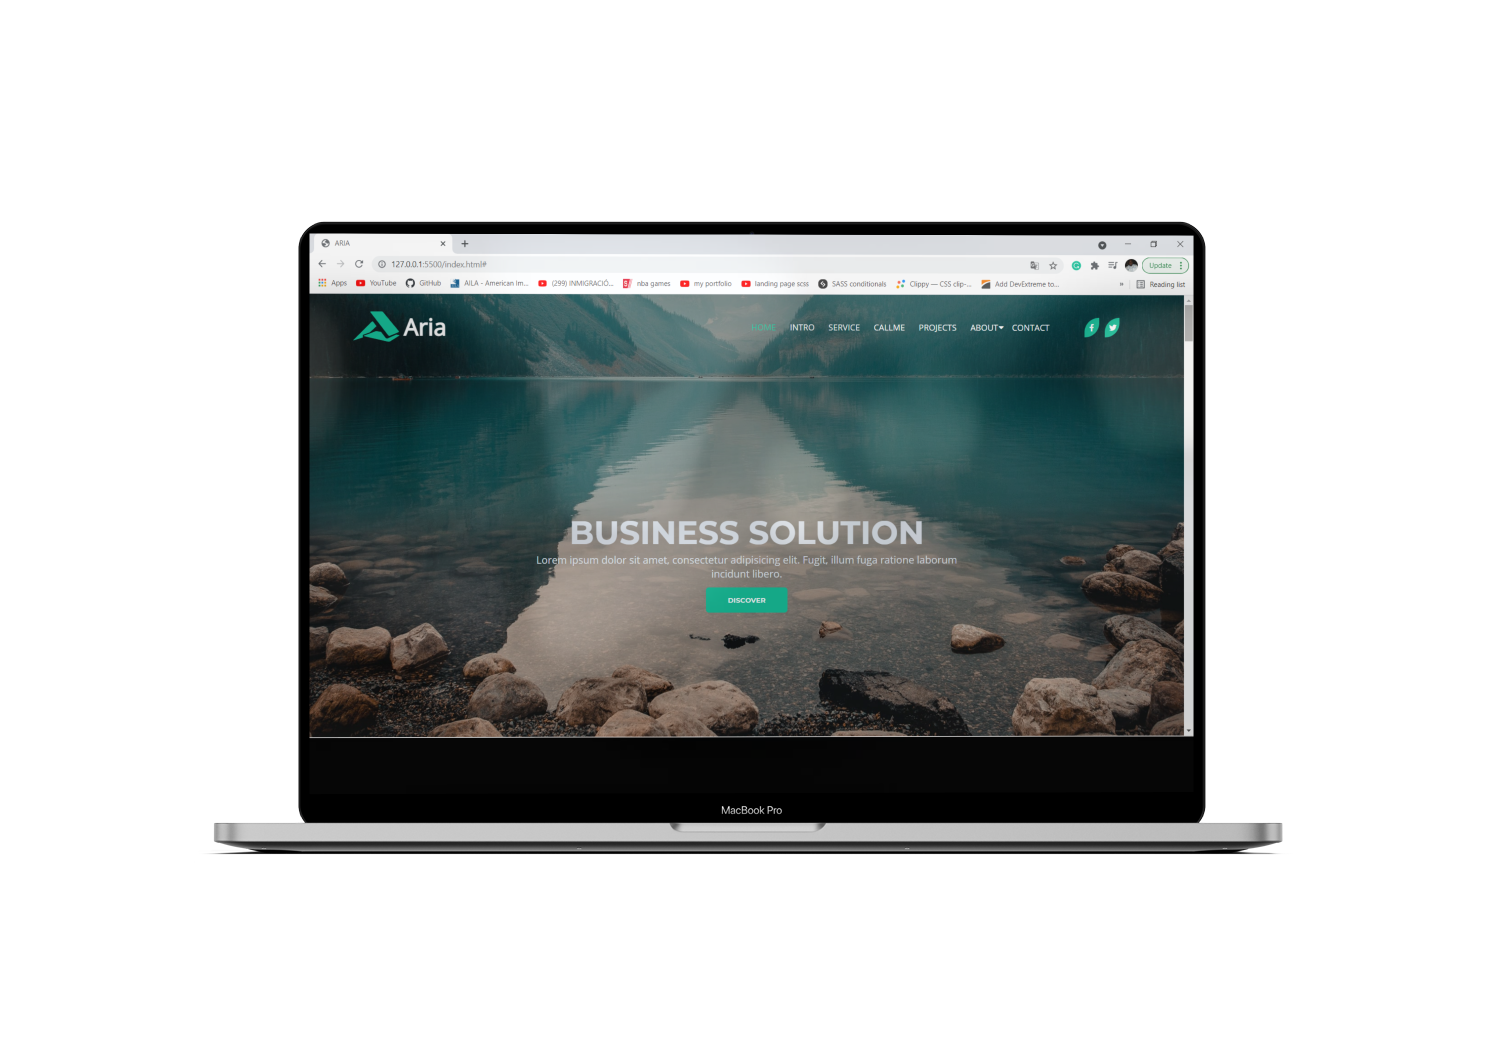 ARIA
127.0.0.1:5500/index.html#
Update
Apps YouTube GitHub AILA - American Im... (299) INMIGRACIÓ... nba games my portfolio landing page scss SASS conditionals Clippy — CSS clip-... Add DevExtreme to... » Reading list
Aria HOME INTRO SERVICE CALLME PROJECTS ABOUT CONTACT
BUSINESS SOLUTION
Lorem ipsum dolor sit amet, consectetur adipisicing elit. Fugit, illum fuga ratione laborum
incidunt libero.
DISCOVER
MacBook Pro